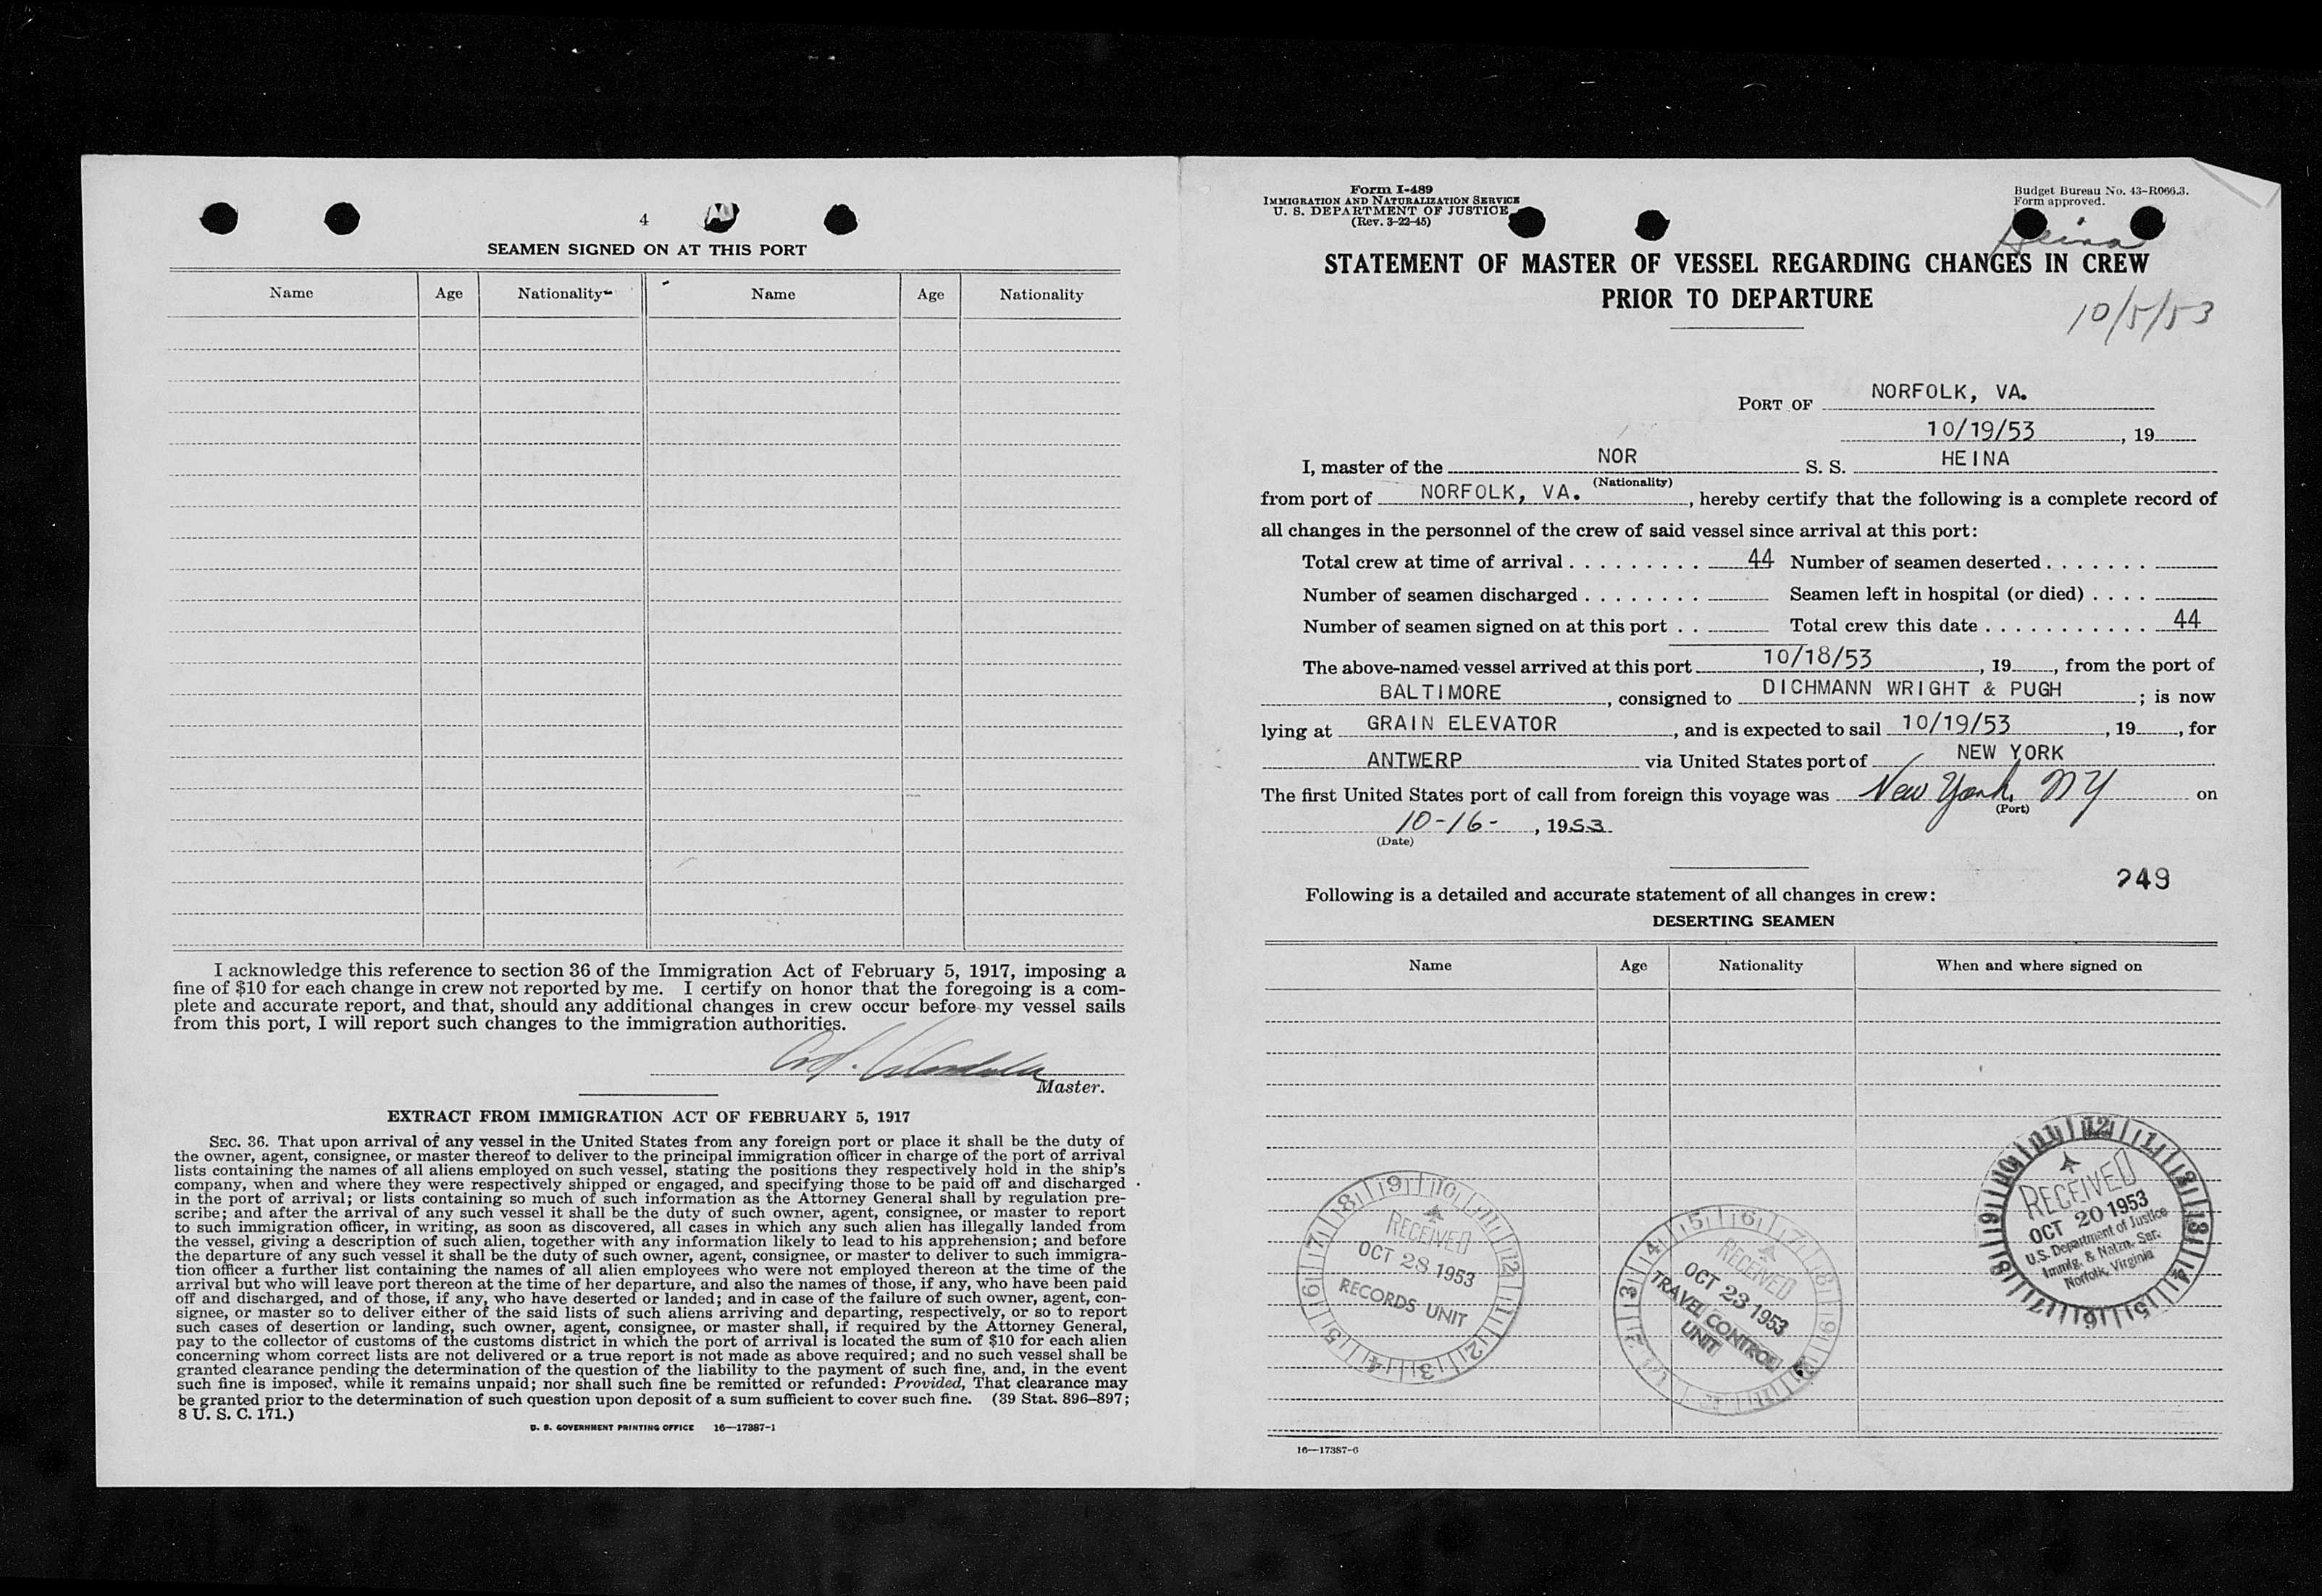 4
SEAMEN SIGNED ON AT THIS PORT
Name Age Nationality Name Age Nationality
I acknowledge this reference to section 36 of the Immigration Act of February 5, 1917, imposing a
fine of $10 for each change in crew not reported by me. I certify on honor that the foregoing is a com-
plete and accurate report, and that, should any additional changes in crew occur before my vessel sails
from this port, I will report such changes to the immigration authorities.
Master.
EXTRACT FROM IMMIGRATION ACT OF FEBRUARY 5, 1917
SEC. 36. That upon arrival of any vessel in the United States from any foreign port or place it shall be the duty of
the owner, agent, consignee, or master thereof to deliver to the principal immigration officer in charge of the port of arrival
lists containing the names of all aliens employed on such vessel, stating the positions they respectively hold in the ship's
company, when and where they were respectively shipped or engaged, and specifying those to be paid off and discharged
in the port of arrival; or lists containing so much of such information as the Attorney General shall by regulation pre-
scribe; and after the arrival of any such vessel it shall be the duty of such owner, agent, consignee, or master to report
to such immigration officer, in writing, as soon as discovered, all cases in which any such alien has illegally landed from
the vessel, giving a description of such alien, together with any information likely to lead to his apprehension; and before
the departure of any such vessel it shall be the duty of such owner, agent, consignee, or master to deliver to such immigra-
tion officer a further list containing the names of all alien employees who were not employed thereon at the time of the
arrival but who will leave port thereon at the time of her departure, and also the names of those, if any, who have been paid
off and discharged, and of those, if any, who have deserted or landed; and in case of the failure of such owner, agent, con-
signee, or master so to deliver either of the said lists of such aliens arriving and departing, respectively, or so to report
such cases of desertion or landing, such owner, agent, consignee, or master shall, if required by the Attorney General,
pay to the collector of customs of the customs district in which the port of arrival is located the sum of $10 for each alien
concerning whom correct lists are not delivered or a true report is not made as above required; and no such vessel shall be
granted clearance pending the determination of the question of the liability to the payment of such fine, and, in the event
such fine is imposed, while it remains unpaid; nor shall such fine be remitted or refunded: Provided, That clearance may
be granted prior to the determination of such question upon deposit of a sum sufficient to cover such fine. (39 Stat. 896–897;
8 U. S. C. 171.)
U. S. GOVERNMENT PRINTING OFFICE 16—17387-1
Form I-489
IMMIGRATION AND NATURALIZATION SERVICE
U. S. DEPARTMENT OF JUSTICE
(Rev. 3-22-45)
Budget Bureau No. 43-R066.3.
Form approved.
Heina
STATEMENT OF MASTER OF VESSEL REGARDING CHANGES IN CREW
PRIOR TO DEPARTURE
10/5/53
PORT OF NORFOLK, VA.
10/19/53, 19
I, master of the NOR S. S. HEINA
(Nationality)
from port of NORFOLK, VA., hereby certify that the following is a complete record of
all changes in the personnel of the crew of said vessel since arrival at this port:
Total crew at time of arrival . . . . . . . . . 44 Number of seamen deserted . . . . . . .
Number of seamen discharged . . . . . . . . Seamen left in hospital (or died) . . . .
Number of seamen signed on at this port . . Total crew this date . . . . . . . . . . . 44
The above-named vessel arrived at this port 10/18/53, 19, from the port of
BALTIMORE, consigned to DICHMANN WRIGHT & PUGH; is now
lying at GRAIN ELEVATOR, and is expected to sail 10/19/53, 19, for
ANTWERP via United States port of NEW YORK
The first United States port of call from foreign this voyage was New York, NY on
(Port)
10-16-, 1953
(Date)
249
Following is a detailed and accurate statement of all changes in crew:
DESERTING SEAMEN
Name Age Nationality When and where signed on
RECEIVED
OCT 28 1953
RECORDS UNIT
RECEIVED
OCT 23 1953
TRAVEL CONTROL
UNIT
RECEIVED
OCT 20 1953
U.S. Department of Justice
Immig. & Natzn. Ser.
Norfolk, Virginia
16—17387-6